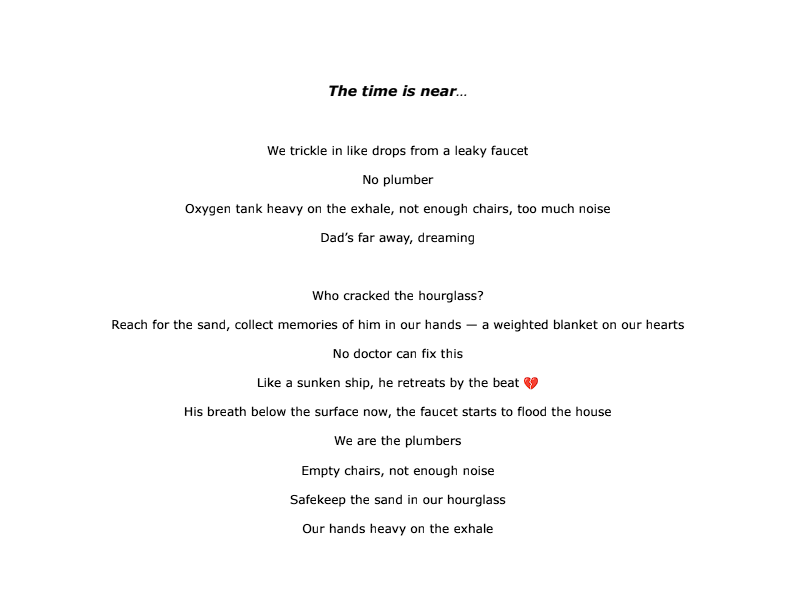 The time is near...
We trickle in like drops from a leaky faucet
No plumber
Oxygen tank heavy on the exhale, not enough chairs, too much noise
Dad’s far away, dreaming
Who cracked the hourglass?
Reach for the sand, collect memories of him in our hands — a weighted blanket on our hearts
No doctor can fix this
Like a sunken ship, he retreats by the beat 💔
His breath below the surface now, the faucet starts to flood the house
We are the plumbers
Empty chairs, not enough noise
Safekeep the sand in our hourglass
Our hands heavy on the exhale